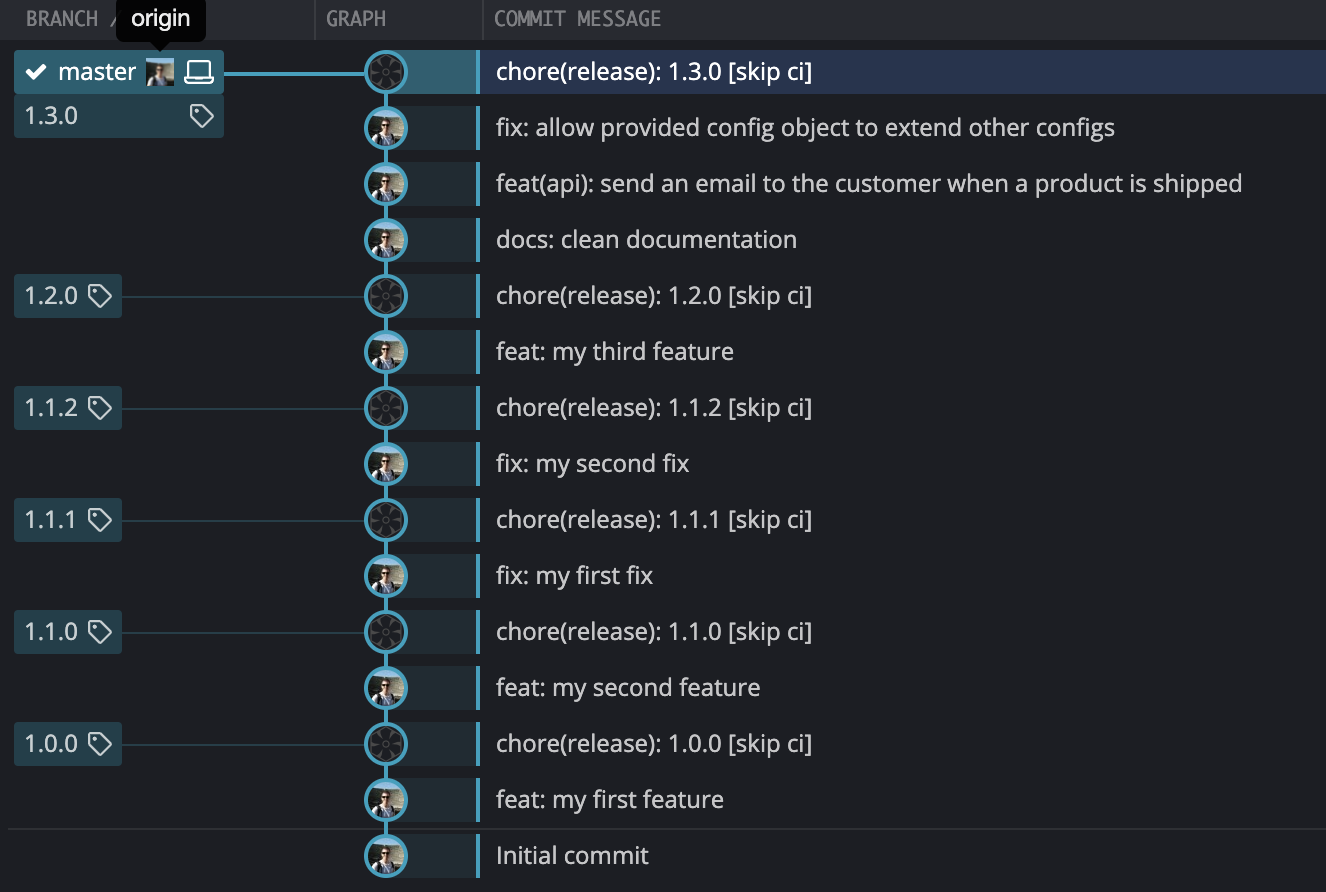 origin
BRANCH / GRAPH COMMIT MESSAGE
master chore(release): 1.3.0 [skip ci]
1.3.0
fix: allow provided config object to extend other configs
feat(api): send an email to the customer when a product is shipped
docs: clean documentation
1.2.0 chore(release): 1.2.0 [skip ci]
feat: my third feature
1.1.2 chore(release): 1.1.2 [skip ci]
fix: my second fix
1.1.1 chore(release): 1.1.1 [skip ci]
fix: my first fix
1.1.0 chore(release): 1.1.0 [skip ci]
feat: my second feature
1.0.0 chore(release): 1.0.0 [skip ci]
feat: my first feature
Initial commit